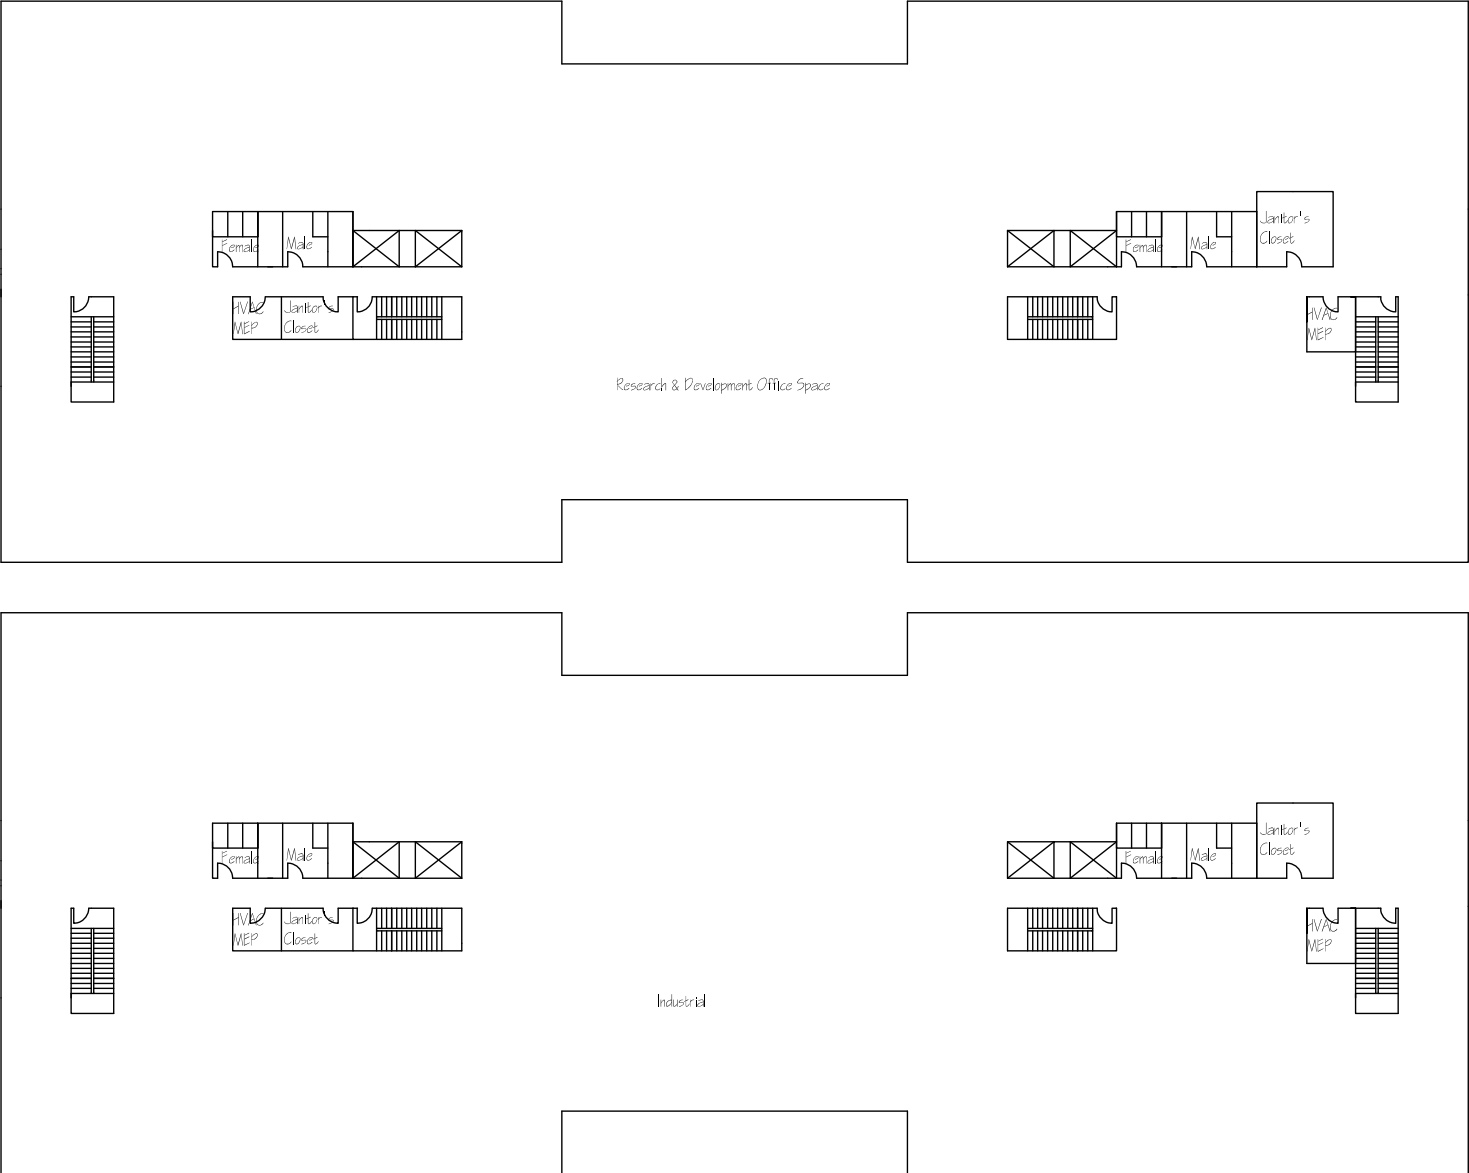 Female
Male
Female
Male
Janitor's
Closet
HVAC
MEP
Janitor's
Closet
HVAC
MEP
Research & Development Office Space
Female
Male
Female
Male
Janitor's
Closet
HVAC
MEP
Janitor's
Closet
HVAC
MEP
Industrial